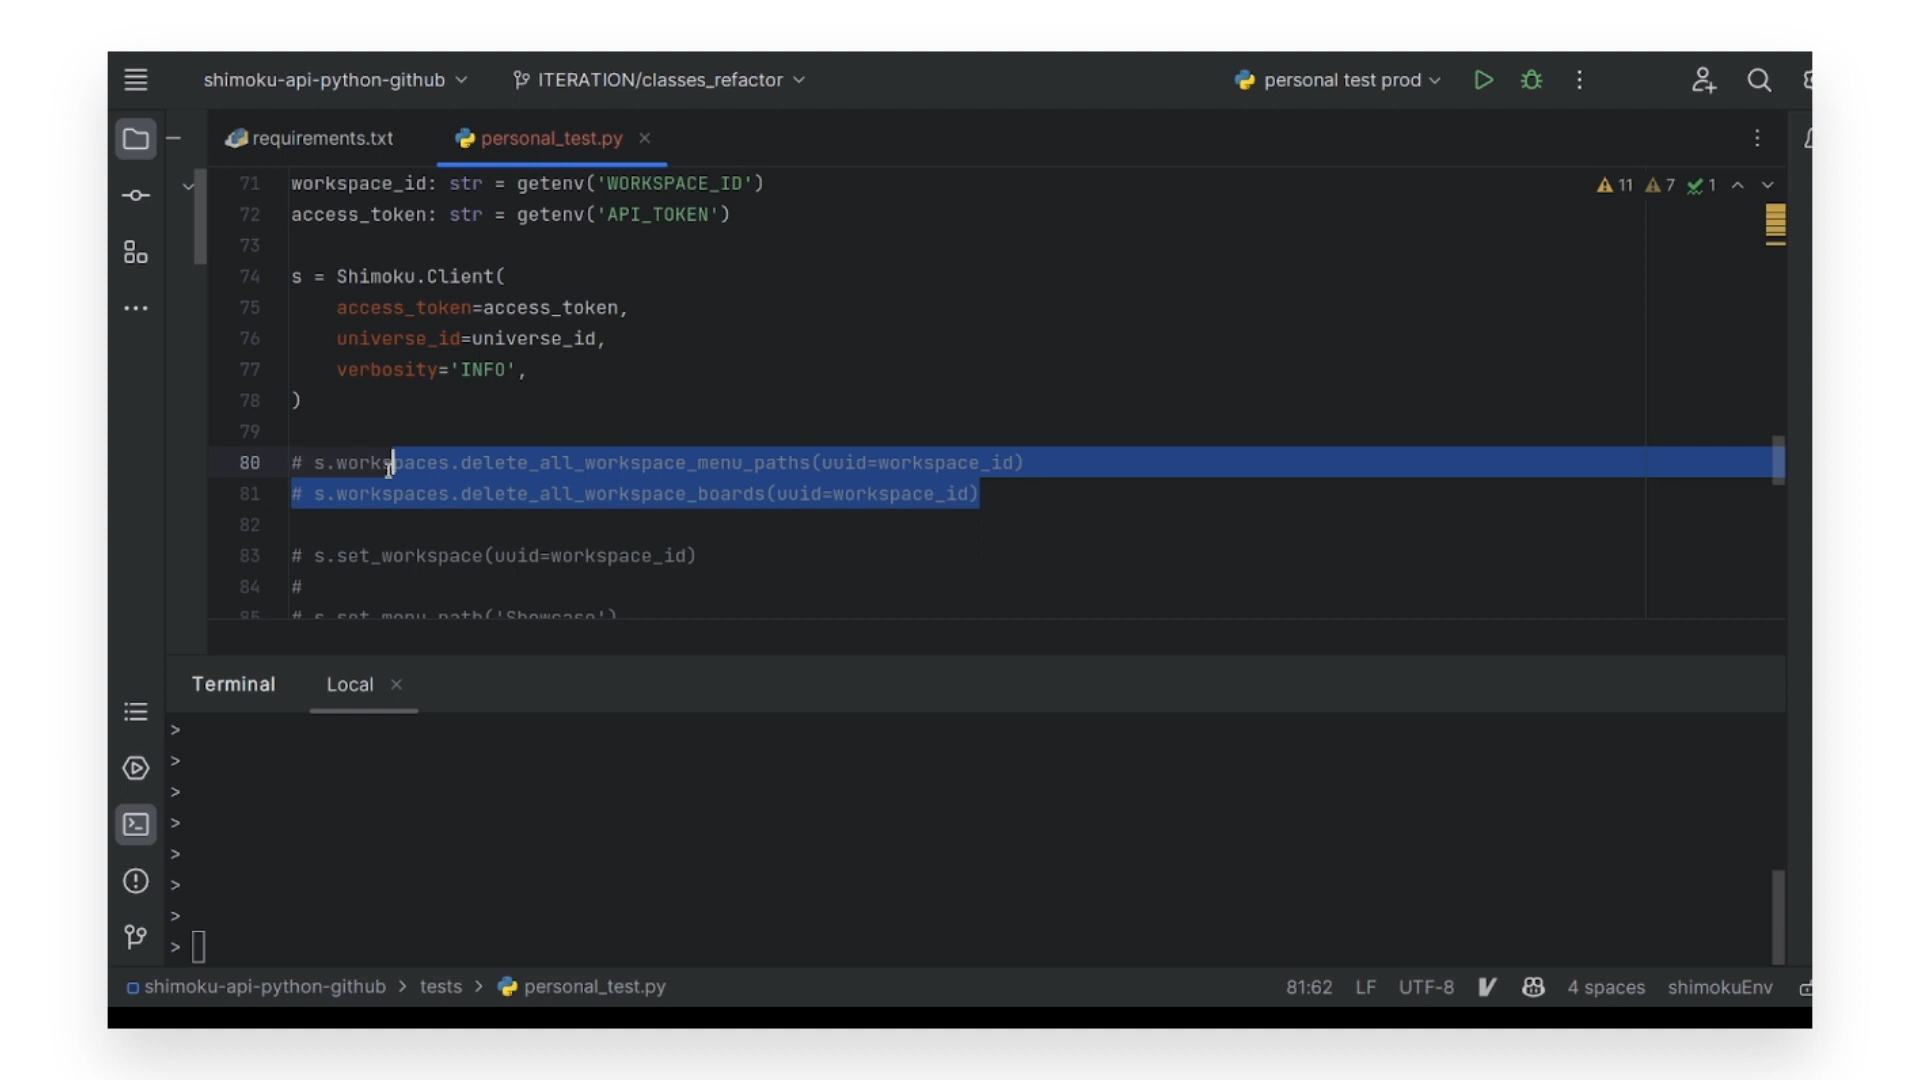 shimoku-api-python-github ITERATION/classes_refactor personal test prod
requirements.txt personal_test.py
71 workspace_id: str = getenv('WORKSPACE_ID')
11 7 1
72 access_token: str = getenv('API_TOKEN')
73
74 s = Shimoku.Client(
75 access_token=access_token,
76 universe_id=universe_id,
77 verbosity='INFO',
78 )
79
80 # s.workspaces.delete_all_workspace_menu_paths(uuid=workspace_id)
81 # s.workspaces.delete_all_workspace_boards(uuid=workspace_id)
82
83 # s.set_workspace(uuid=workspace_id)
84 #
85 # s.set_menu_path('Showcase')
Terminal Local
>
>
>
>
>
>
>
>
shimoku-api-python-github > tests > personal_test.py 81:62 LF UTF-8 4 spaces shimokuEnv